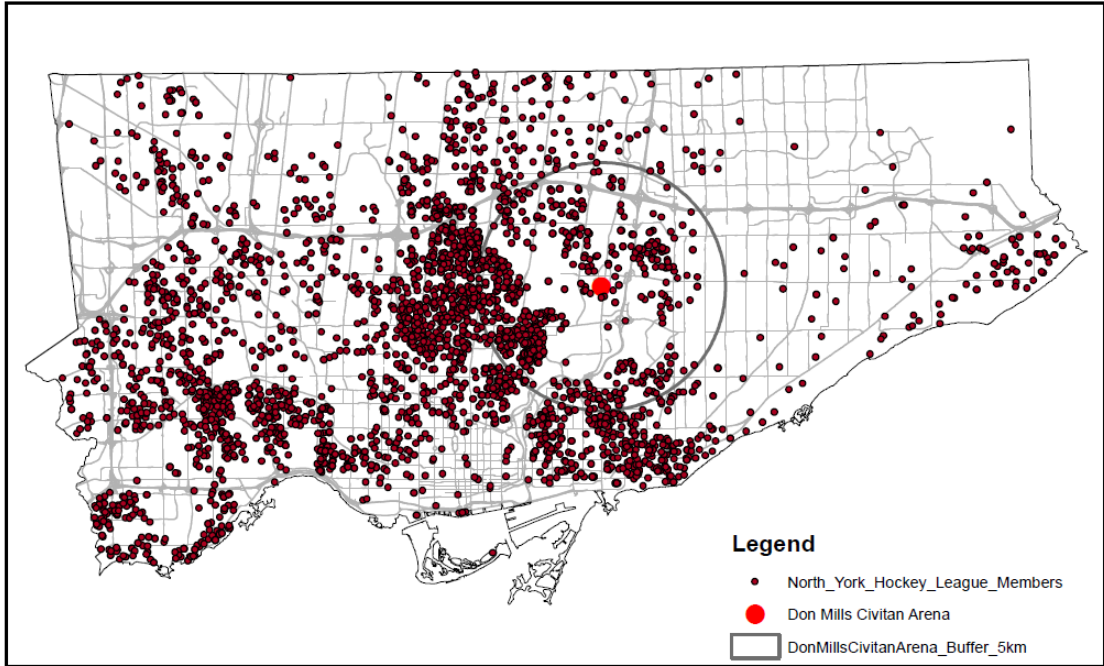 Legend
North_York_Hockey_League_Members
Don Mills Civitan Arena
DonMillsCivitanArena_Buffer_5km